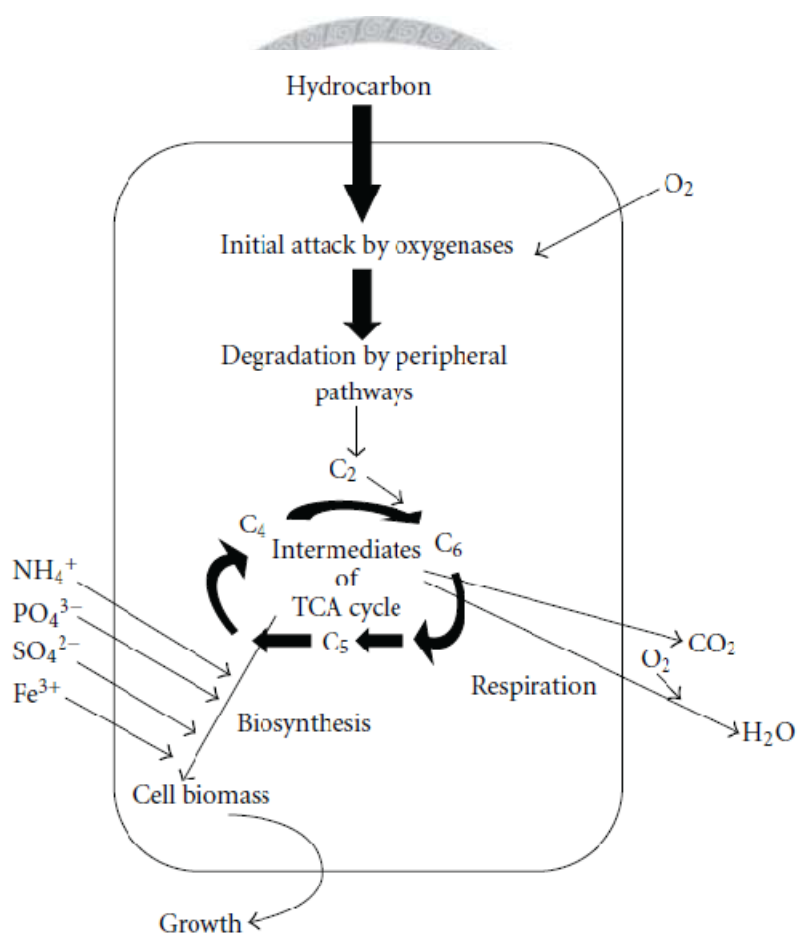 Hydrocarbon
O₂
Initial attack by oxygenases
Degradation by peripheral
pathways
C₂
C₄
C₆
Intermediates
of
TCA cycle
C₅
NH₄⁺
PO₄³⁻
SO₄²⁻
Fe³⁺
CO₂
O₂
Respiration
H₂O
Biosynthesis
Cell biomass
Growth